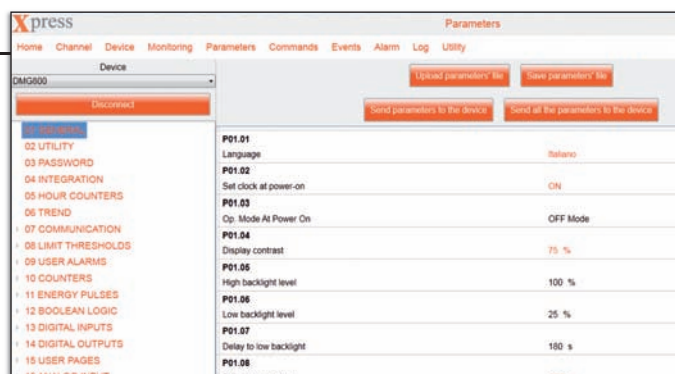 Xpress
Parameters
Home Channel Device Monitoring Parameters Commands Events Alarm Log Utility
Device
DMG800
Disconnect
Upload parameters' file
Save parameters' file
Send parameters to the device
Send all the parameters to the device
02 UTILITY
03 PASSWORD
04 INTEGRATION
05 HOUR COUNTERS
06 TREND
07 COMMUNICATION
08 LIMIT THRESHOLDS
09 USER ALARMS
10 COUNTERS
11 ENERGY PULSES
12 BOOLEAN LOGIC
13 DIGITAL INPUTS
14 DIGITAL OUTPUTS
15 USER PAGES
P01.01
Language Italiano
P01.02
Set clock at power-on ON
P01.03
Op. Mode At Power On OFF Mode
P01.04
Display contrast 75 %
P01.05
High backlight level 100 %
P01.06
Low backlight level 25 %
P01.07
Delay to low backlight 180 s
P01.08